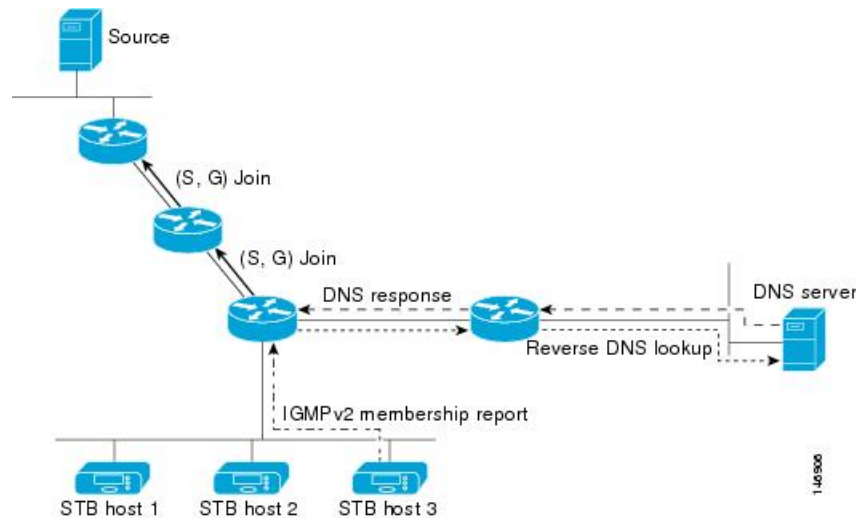 Source
(S, G) Join
(S, G) Join
DNS response
DNS server
Reverse DNS lookup
IGMPv2 membership report
STB host 1
STB host 2
STB host 3
146906